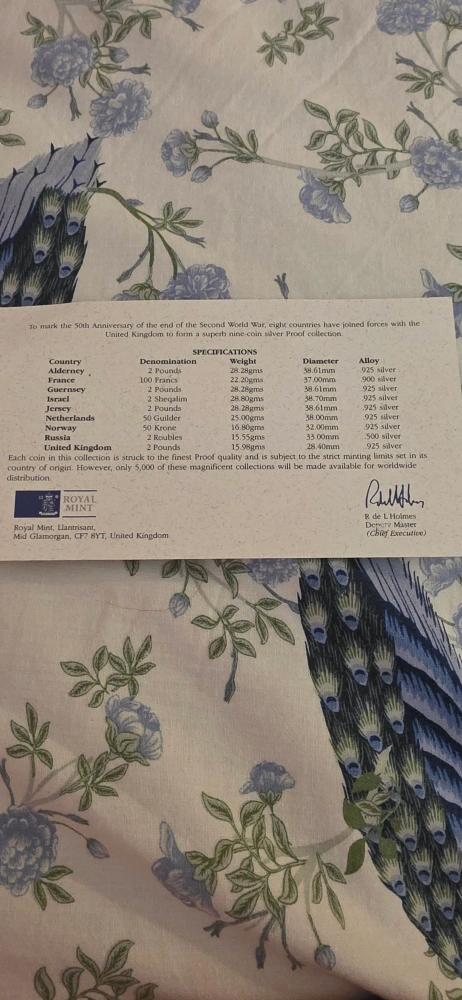 To mark the 50th Anniversary of the end of the Second World War, eight countries have joined forces with the
United Kingdom to form a superb nine-coin silver Proof collection.
SPECIFICATIONS
Country Denomination Weight Diameter Alloy
Alderney 2 Pounds 28.28gms 38.61mm .925 silver
France 100 Francs 22.20gms 37.00mm .900 silver
Guernsey 2 Pounds 28.28gms 38.61mm .925 silver
Israel 2 Sheqalim 28.80gms 38.70mm .925 silver
Jersey 2 Pounds 28.28gms 38.61mm .925 silver
Netherlands 50 Guilder 25.00gms 38.00mm .925 silver
Norway 50 Krone 16.80gms 32.00mm .925 silver
Russia 2 Roubles 15.55gms 33.00mm .500 silver
United Kingdom 2 Pounds 15.98gms 28.40mm .925 silver
Each coin in this collection is struck to the finest Proof quality and is subject to the strict minting limits set in its
country of origin. However, only 5,000 of these magnificent collections will be made available for worldwide
distribution.
ROYAL
MINT
Royal Mint, Llantrisant,
Mid Glamorgan, CF7 8YT, United Kingdom
R de L Holmes
Deputy Master
(Chief Executive)